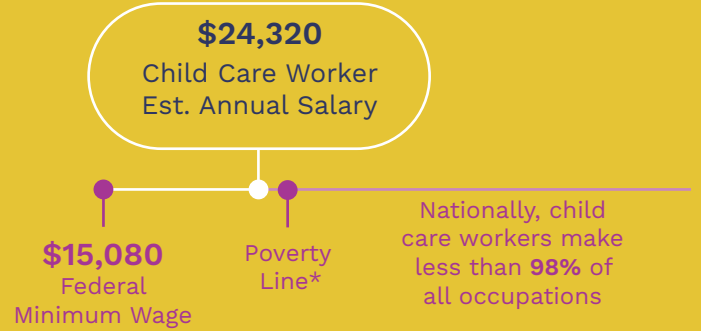 $24,320
Child Care Worker
Est. Annual Salary
$15,080
Federal
Minimum Wage
Poverty
Line*
Nationally, child
care workers make
less than 98% of
all occupations